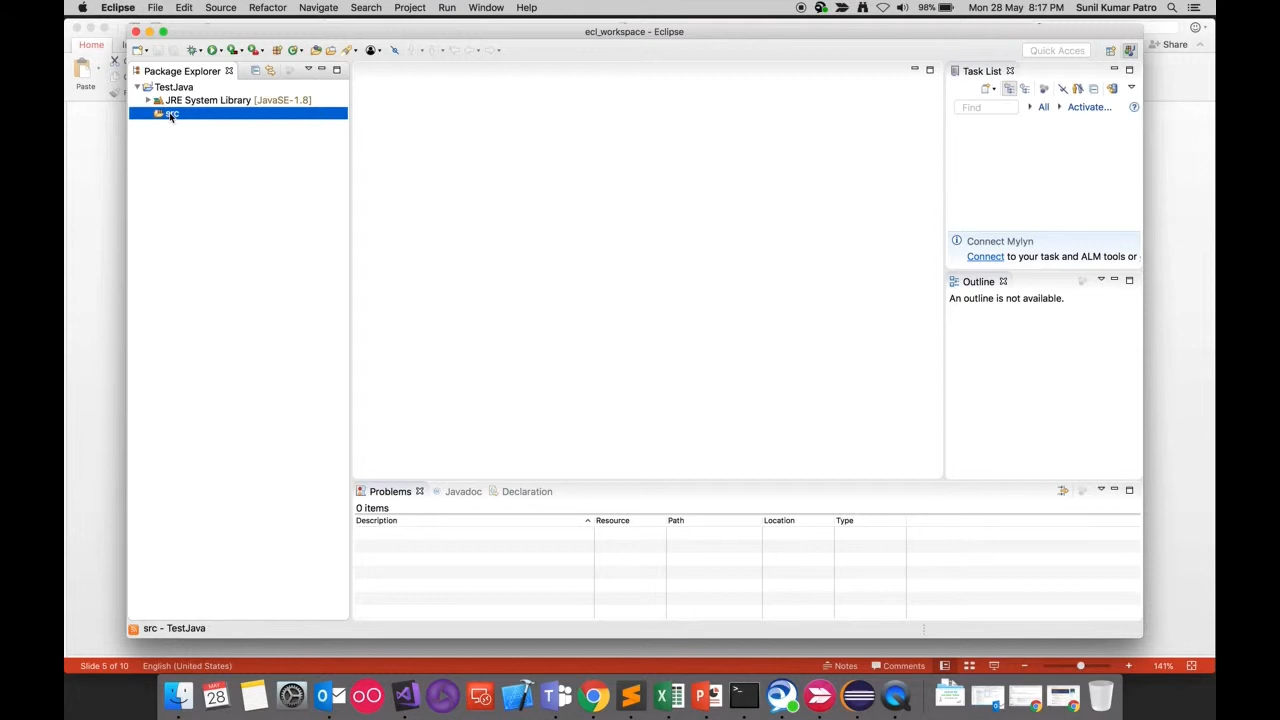 Eclipse File Edit Source Refactor Navigate Search Project Run Window Help 98% Mon 28 May 8:17 PM Sunil Kumar Patro
ecl_workspace - Eclipse
Home
Share
Paste
Quick Acces
Package Explorer
Task List
TestJava
JRE System Library [JavaSE-1.8]
src
Find All Activate...
Connect Mylyn
Connect to your task and ALM tools or
Outline
An outline is not available.
Problems Javadoc Declaration
0 items
Description Resource Path Location Type
src - TestJava
Slide 5 of 10 English (United States) Notes Comments 141%
MAY
28